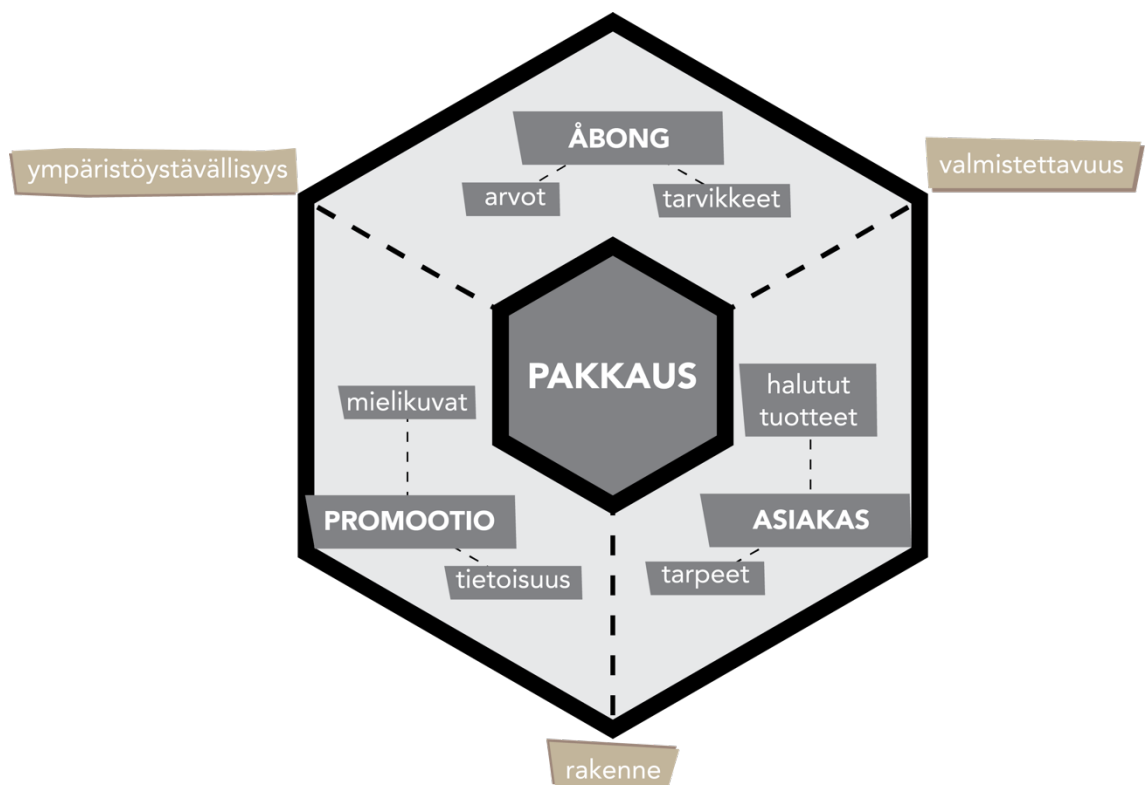 ÅBONG
ympäristöystävällisyys
valmistettavuus
arvot
tarvikkeet
PAKKAUS
mielikuvat
halutut
tuotteet
PROMOOTIO
ASIAKAS
tietoisuus
tarpeet
rakenne